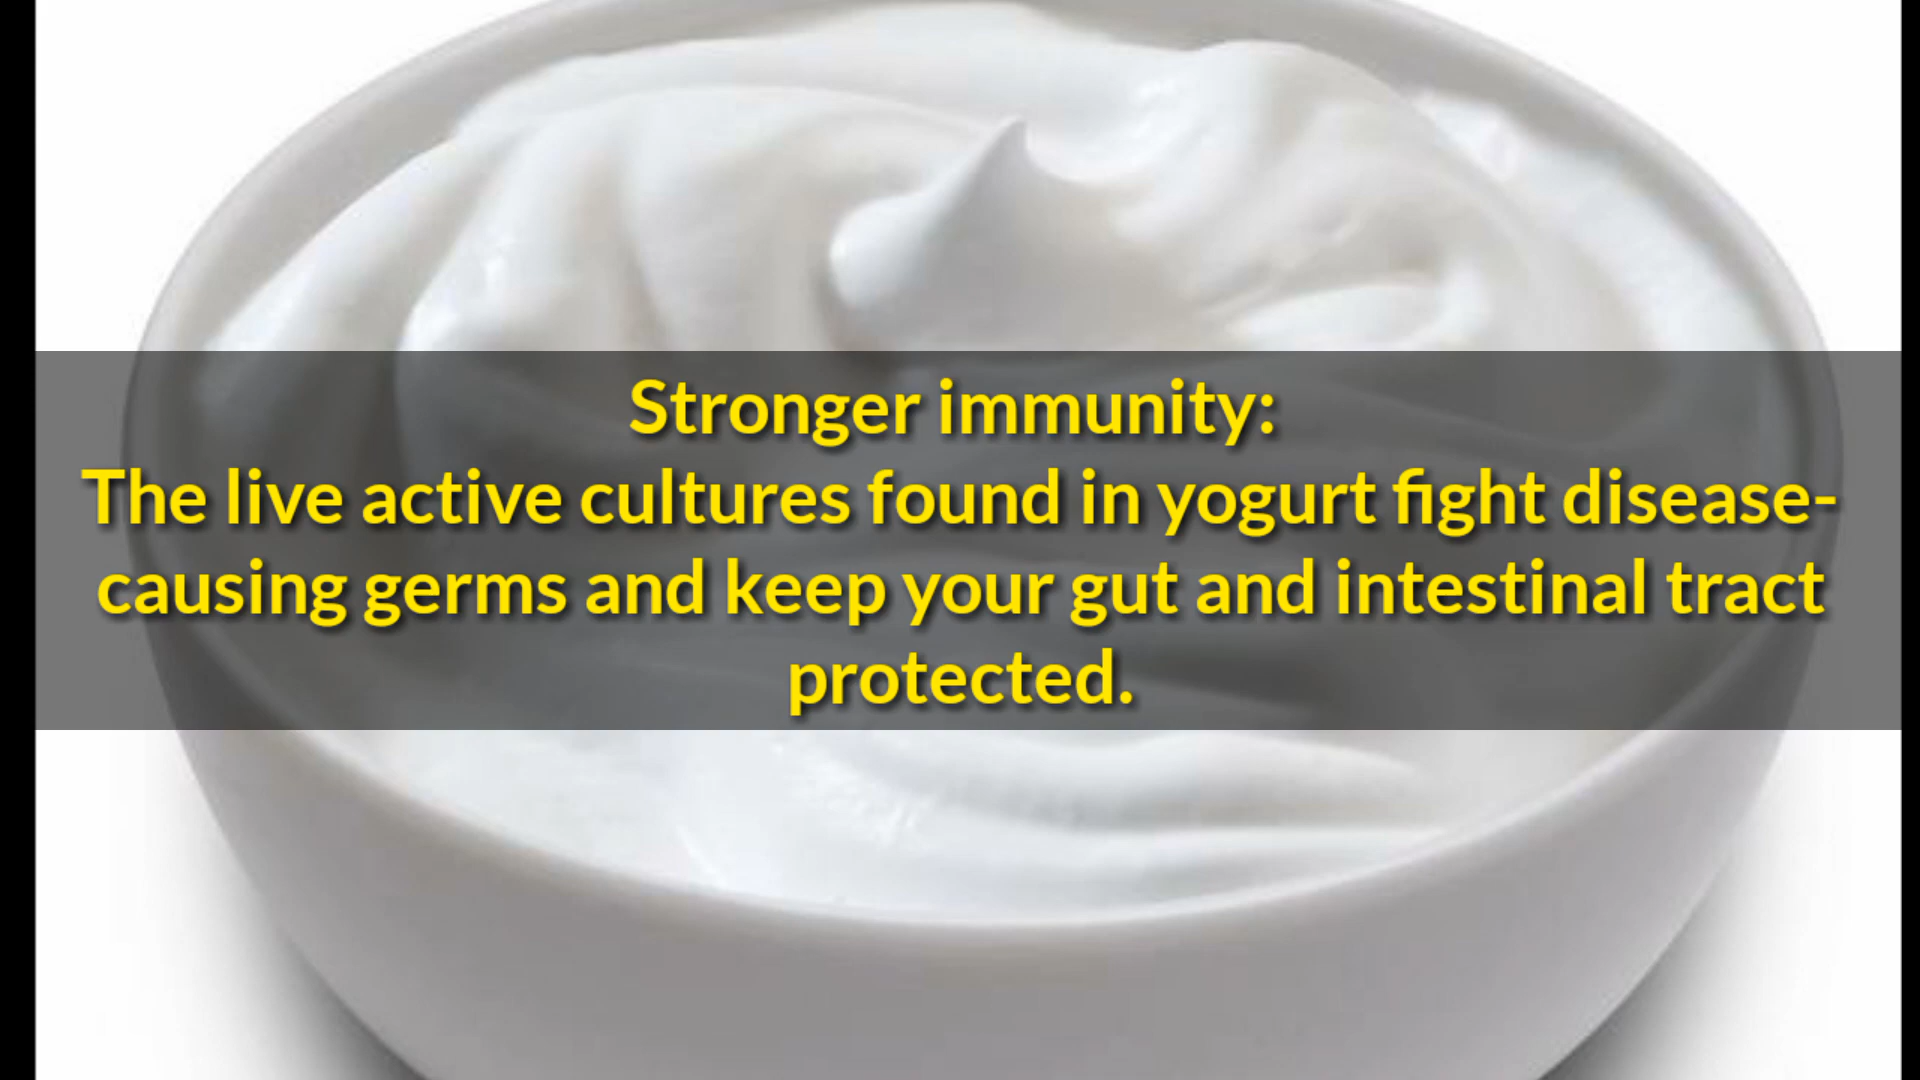 Stronger immunity:
The live active cultures found in yogurt fight disease-
causing germs and keep your gut and intestinal tract
protected.